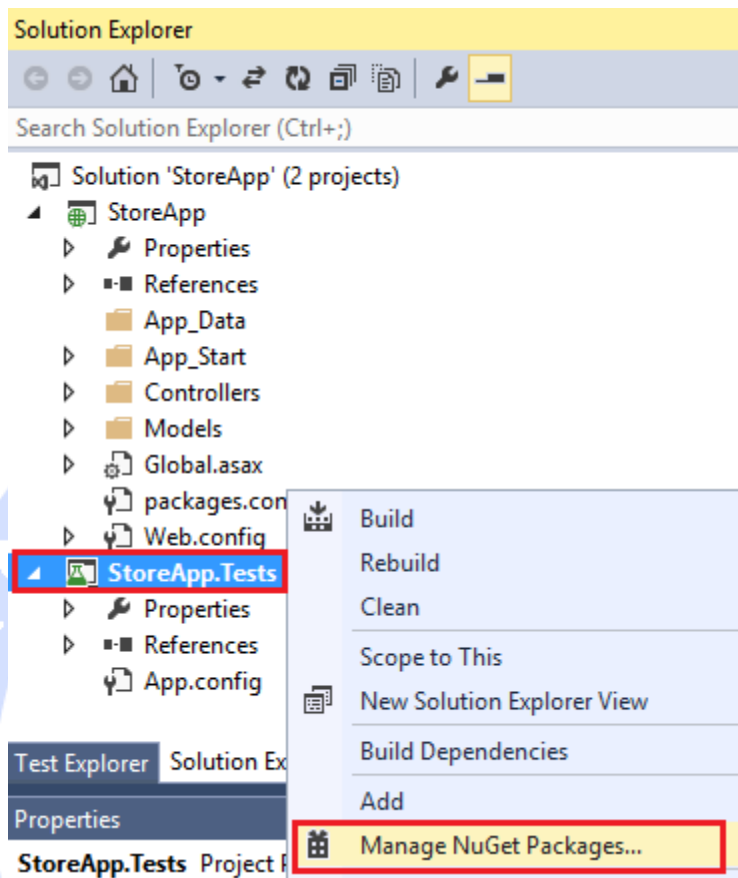 Solution Explorer
Search Solution Explorer (Ctrl+;)
Solution 'StoreApp' (2 projects)
StoreApp
Properties
References
App_Data
App_Start
Controllers
Models
Global.asax
packages.con
Web.config
StoreApp.Tests
Properties
References
App.config
Build
Rebuild
Clean
Scope to This
New Solution Explorer View
Build Dependencies
Add
Manage NuGet Packages...
Test Explorer Solution Ex
Properties
StoreApp.Tests Project